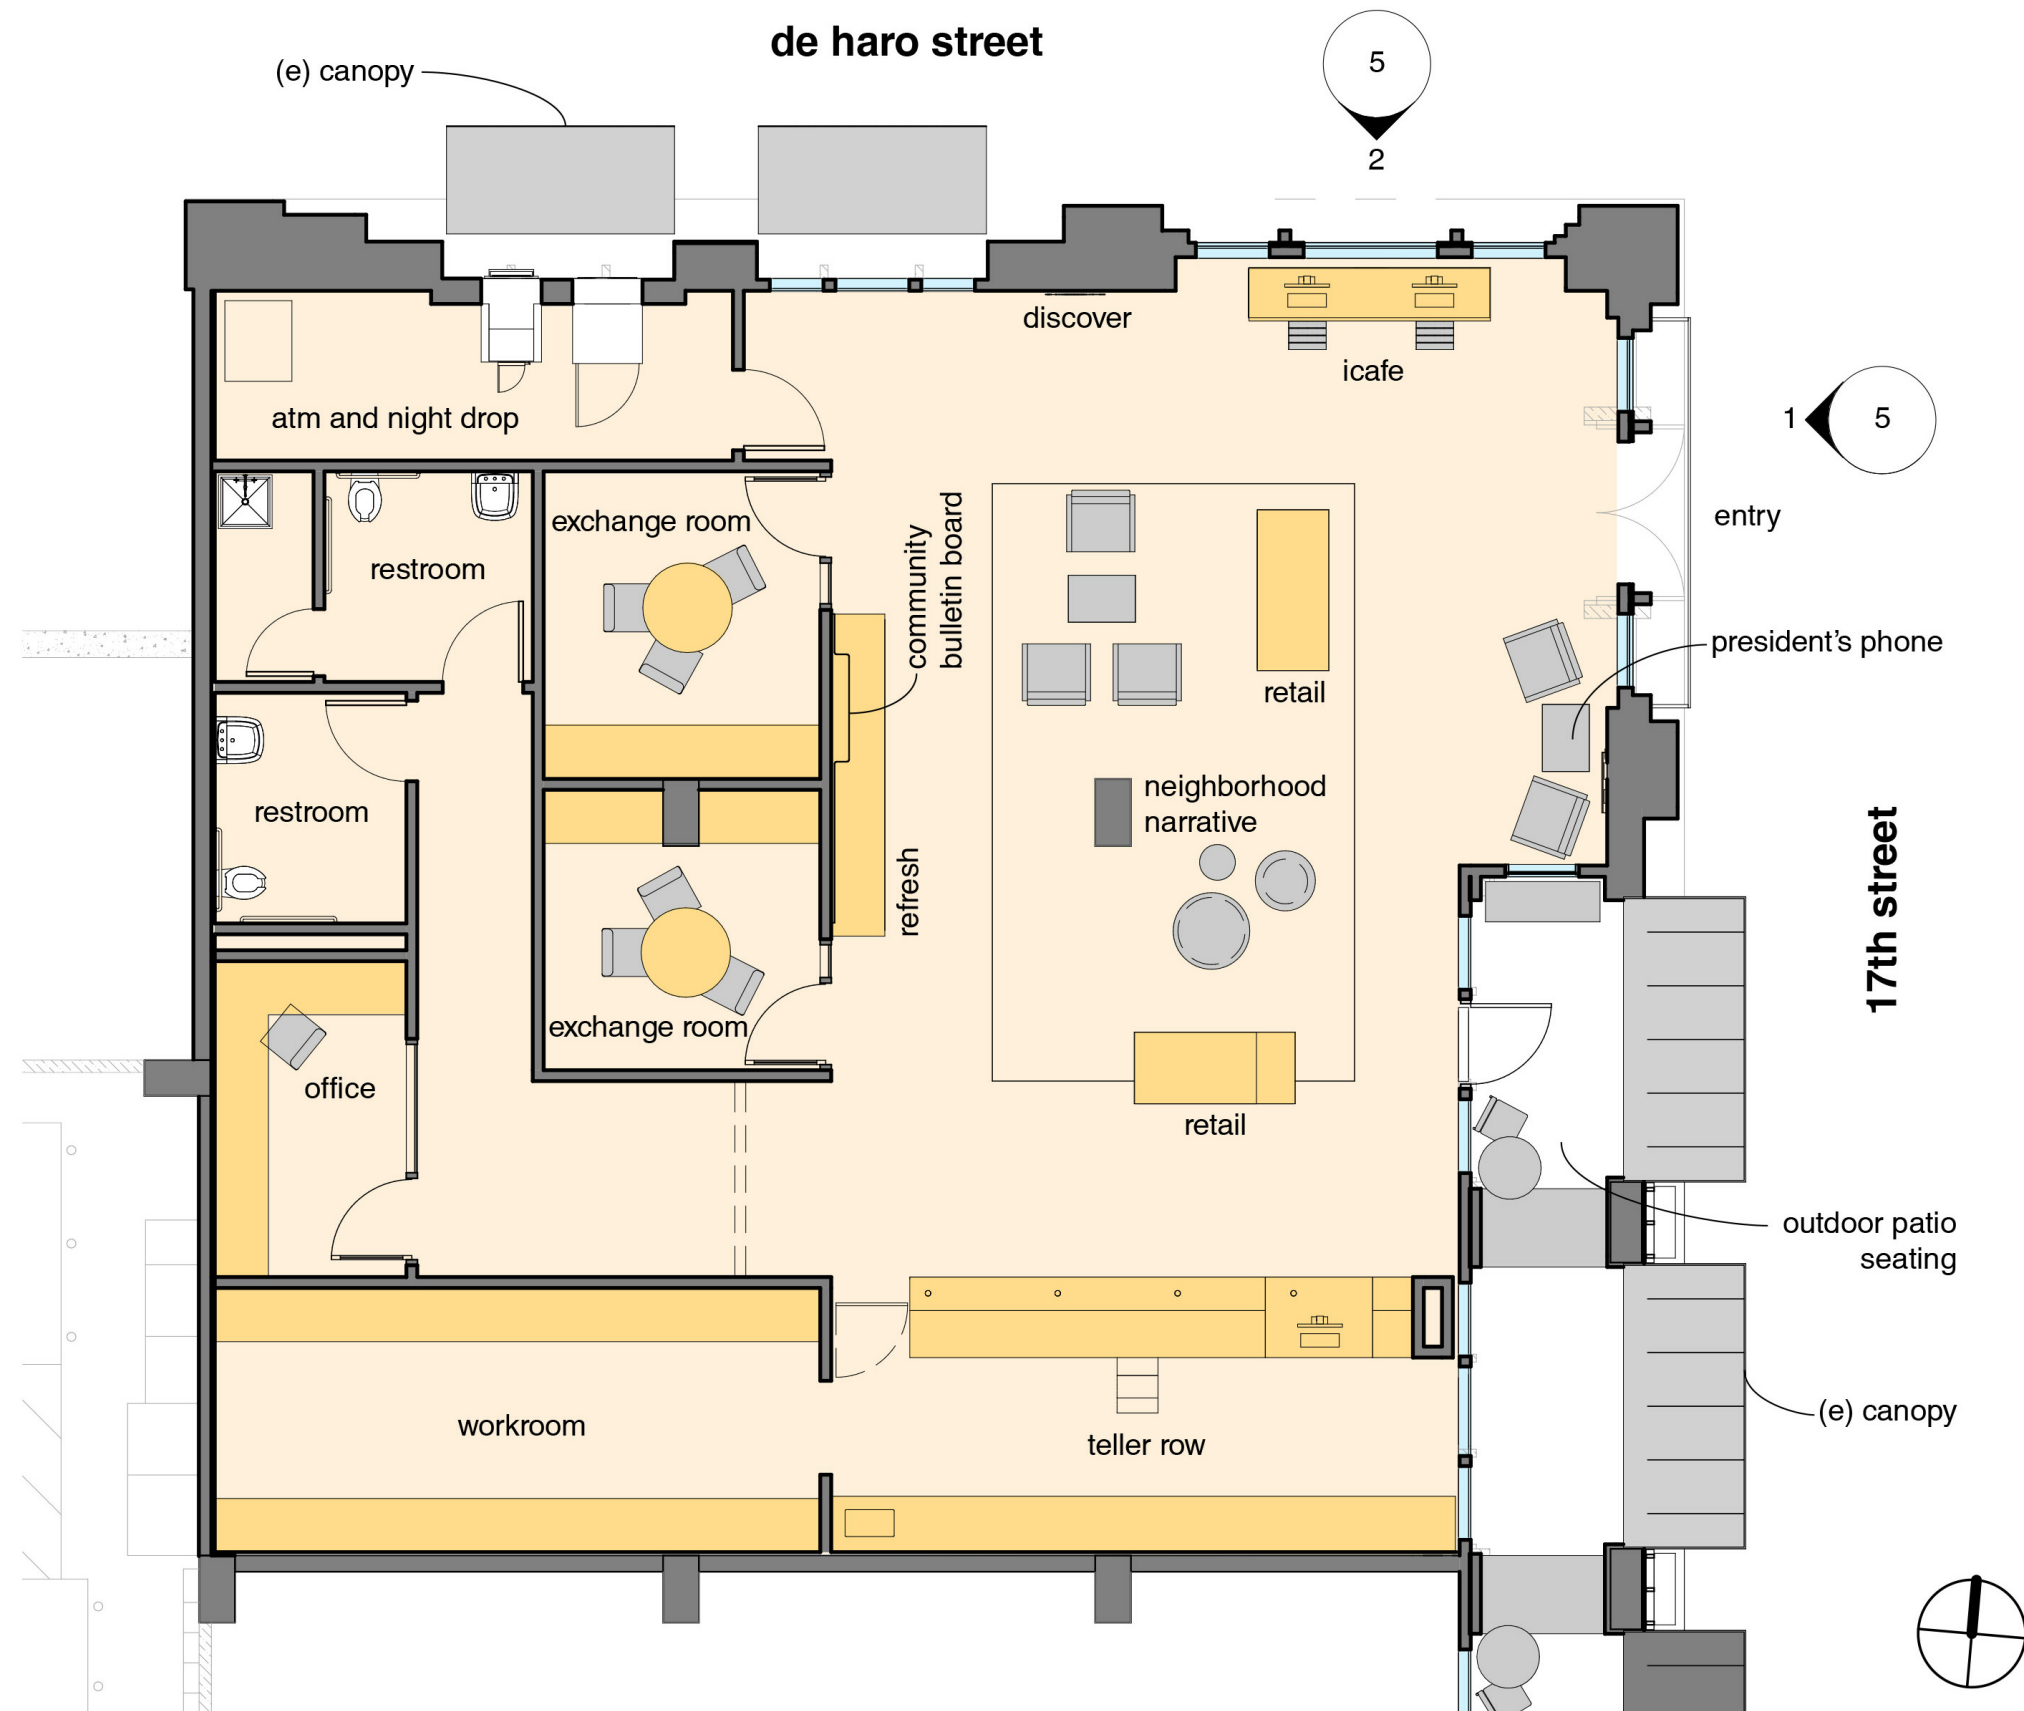 de haro street
(e) canopy
5
2
discover
icafe
atm and night drop
1
5
exchange room
community
bulletin board
entry
restroom
president's phone
retail
neighborhood
narrative
restroom
refresh
17th street
exchange room
office
retail
outdoor patio
seating
(e) canopy
workroom
teller row